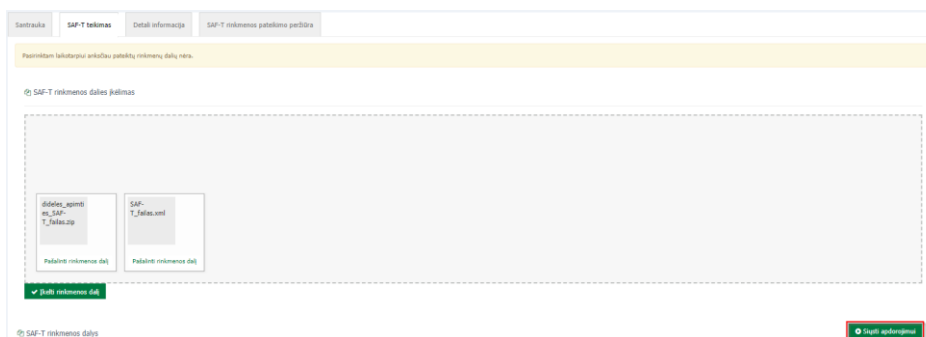 Santrauka SAF-T teikimas Detali informacija SAF-T rinkmenos pateikimo peržiūra
Pasirinktam laikotarpiui anksčiau pateiktų rinkmenų dalių nėra.
SAF-T rinkmenos dalies įkėlimas
dideles_apimti
es_SAF-
T_failas.zip
Pašalinti rinkmenos dalį
SAF-
T_failas.xml
Pašalinti rinkmenos dalį
Įkelti rinkmenos dalį
SAF-T rinkmenos dalys
Siųsti apdorojimui